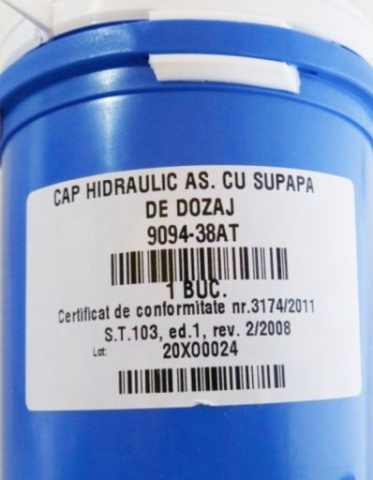 CAP HIDRAULIC AS. CU SUPAPA
DE DOZAJ
9094-38AT
1 BUC.
Certificat de conformitate nr.3174/2011
S.T.103, ed.1, rev. 2/2008
Lot: 20X00024